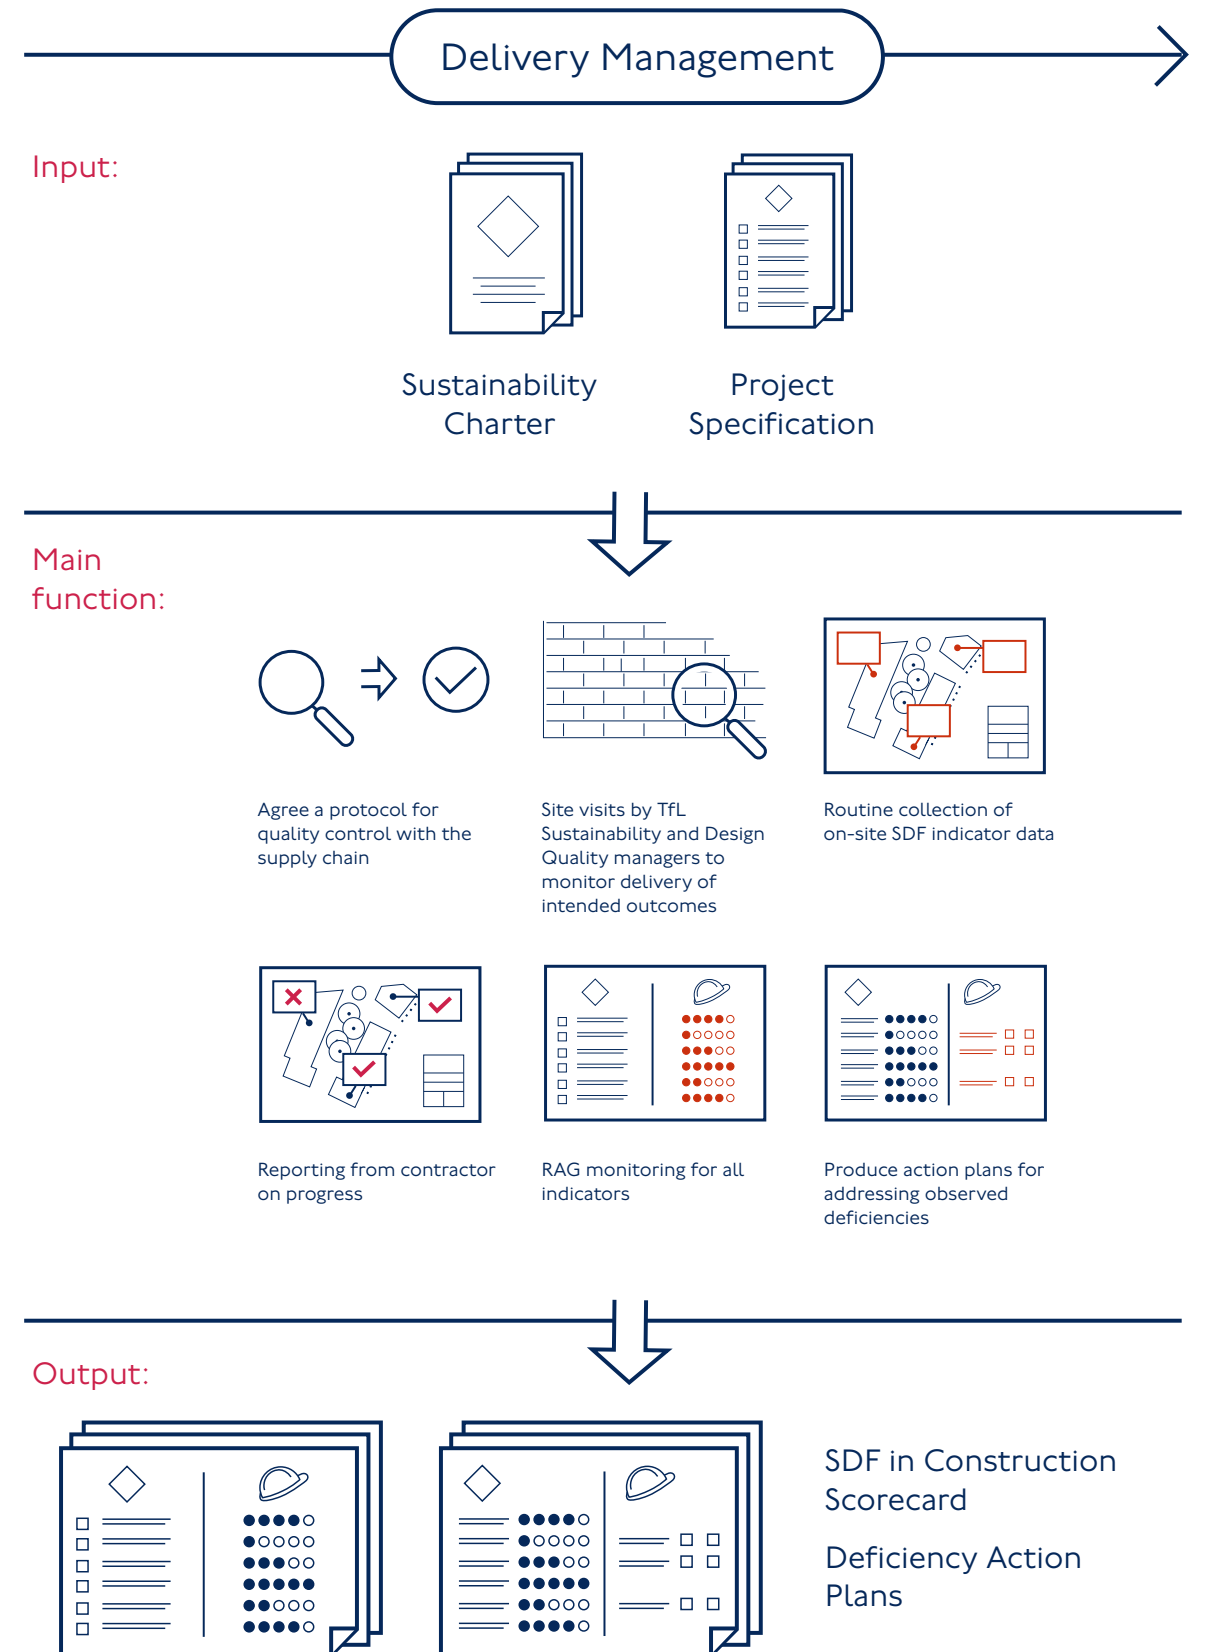 Delivery Management
Input:
Sustainability
Charter
Project
Specification
Main
function:
Agree a protocol for
quality control with the
supply chain
Site visits by TfL
Sustainability and Design
Quality managers to
monitor delivery of
intended outcomes
Routine collection of
on-site SDF indicator data
Reporting from contractor
on progress
RAG monitoring for all
indicators
Produce action plans for
addressing observed
deficiencies
Output:
SDF in Construction
Scorecard
Deficiency Action
Plans